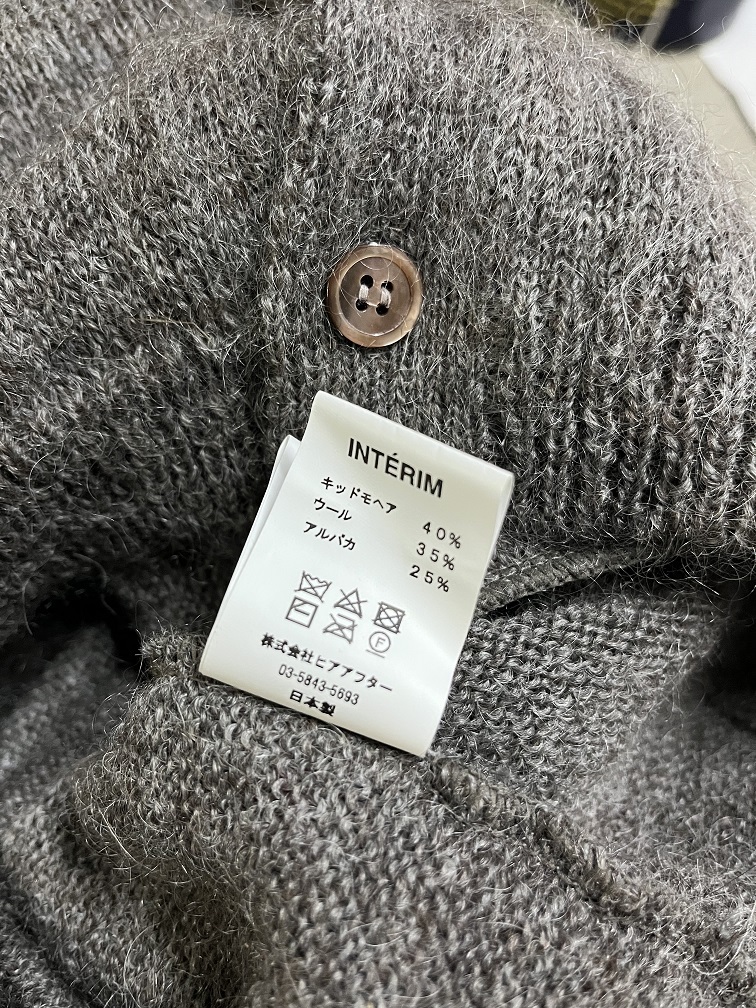 INTÉRIM
キッドモヘア 40%
ウール 35%
アルパカ 25%
Ⓕ
株式会社ヒアアフター
03-5843-5693
日本製